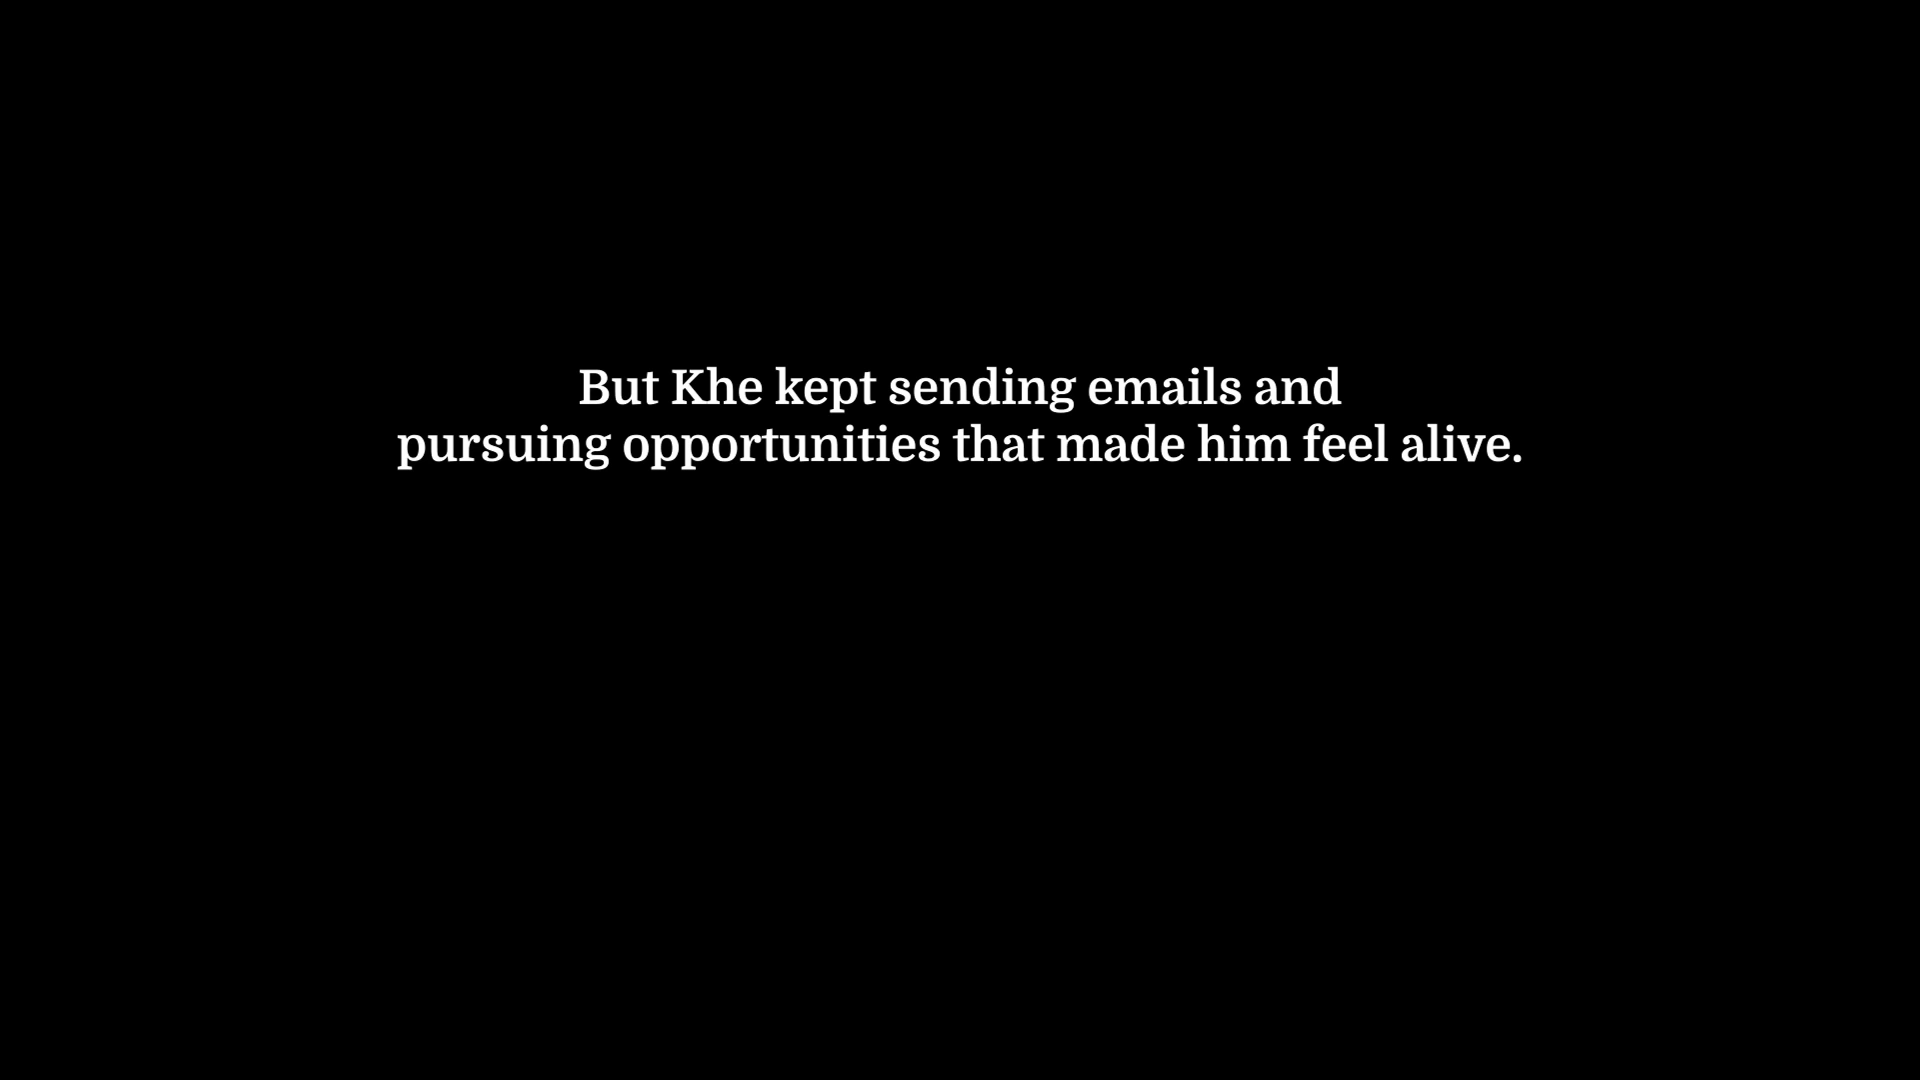 But Khe kept sending emails and
pursuing opportunities that made him feel alive.